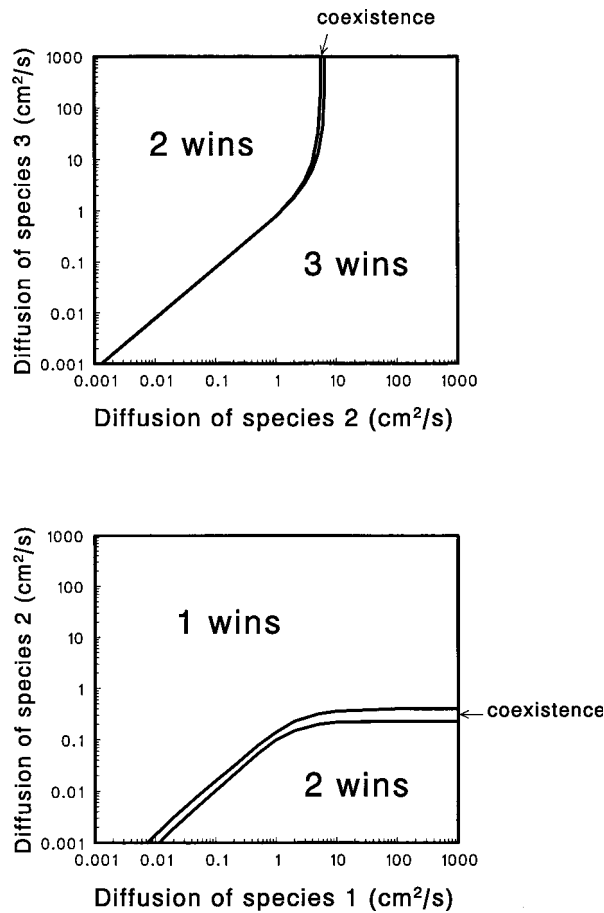 coexistence
1000
100
10
1
0.1
0.01
0.001
Diffusion of species 3 (cm²/s)
2 wins
3 wins
0.001 0.01 0.1 1 10 100 1000
Diffusion of species 2 (cm²/s)
1000
100
10
1
0.1
0.01
0.001
Diffusion of species 2 (cm²/s)
1 wins
coexistence
2 wins
0.001 0.01 0.1 1 10 100 1000
Diffusion of species 1 (cm²/s)